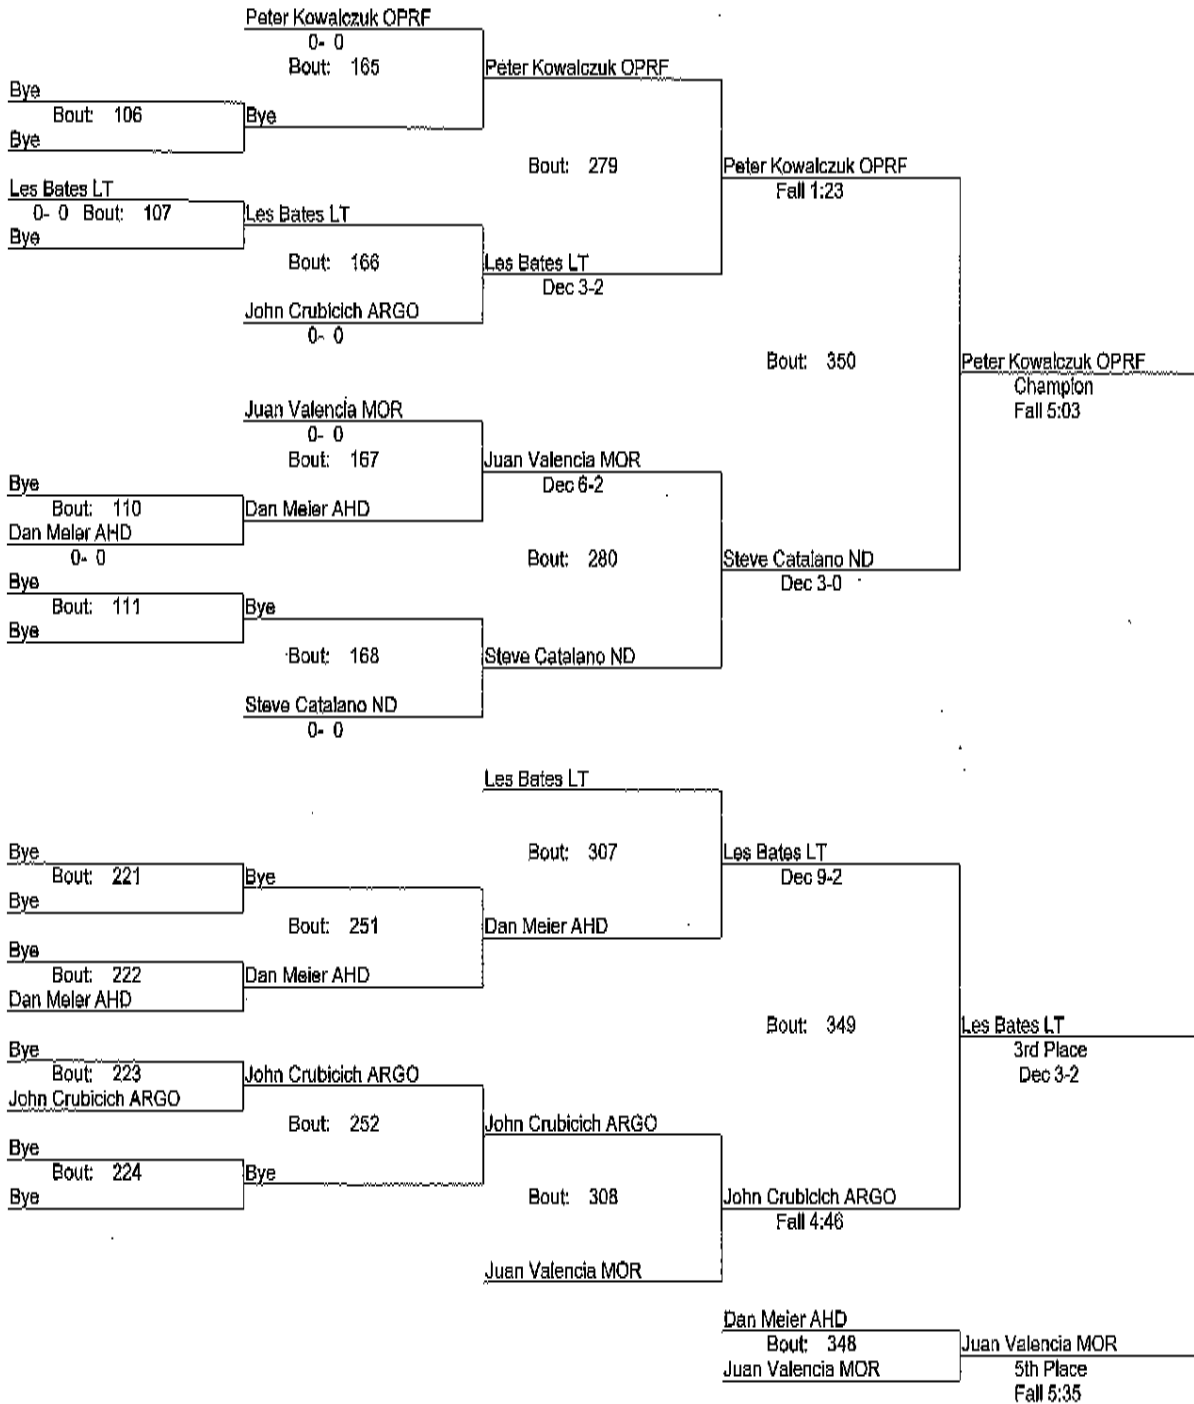 Peter Kowalczuk OPRF
0- 0
Bout: 165
Peter Kowalczuk OPRF
Bye
Bout: 106
Bye
Bye
Bout: 279
Peter Kowalczuk OPRF
Fall 1:23
Les Bates LT
0- 0 Bout: 107
Les Bates LT
Bye
Bout: 166
Les Bates LT
Dec 3-2
John Crubicich ARGO
0- 0
Bout: 350
Peter Kowalczuk OPRF
Champion
Fall 5:03
Juan Valencia MOR
0- 0
Bout: 167
Juan Valencia MOR
Dec 6-2
Bye
Bout: 110
Dan Meier AHD
Dan Meier AHD
0- 0
Bout: 280
Steve Catalano ND
Dec 3-0
Bye
Bout: 111
Bye
Bye
Bout: 168
Steve Catalano ND
Steve Catalano ND
0- 0
Les Bates LT
Bout: 307
Les Bates LT
Dec 9-2
Bye
Bout: 221
Bye
Bye
Bout: 251
Dan Meier AHD
Bye
Bout: 222
Dan Meier AHD
Dan Meier AHD
Bout: 349
Les Bates LT
3rd Place
Dec 3-2
Bye
Bout: 223
John Crubicich ARGO
John Crubicich ARGO
Bout: 252
John Crubicich ARGO
Bye
Bout: 224
Bye
Bye
Bout: 308
John Crubicich ARGO
Fall 4:46
Juan Valencia MOR
Dan Meier AHD
Bout: 348
Juan Valencia MOR
Juan Valencia MOR
5th Place
Fall 5:35